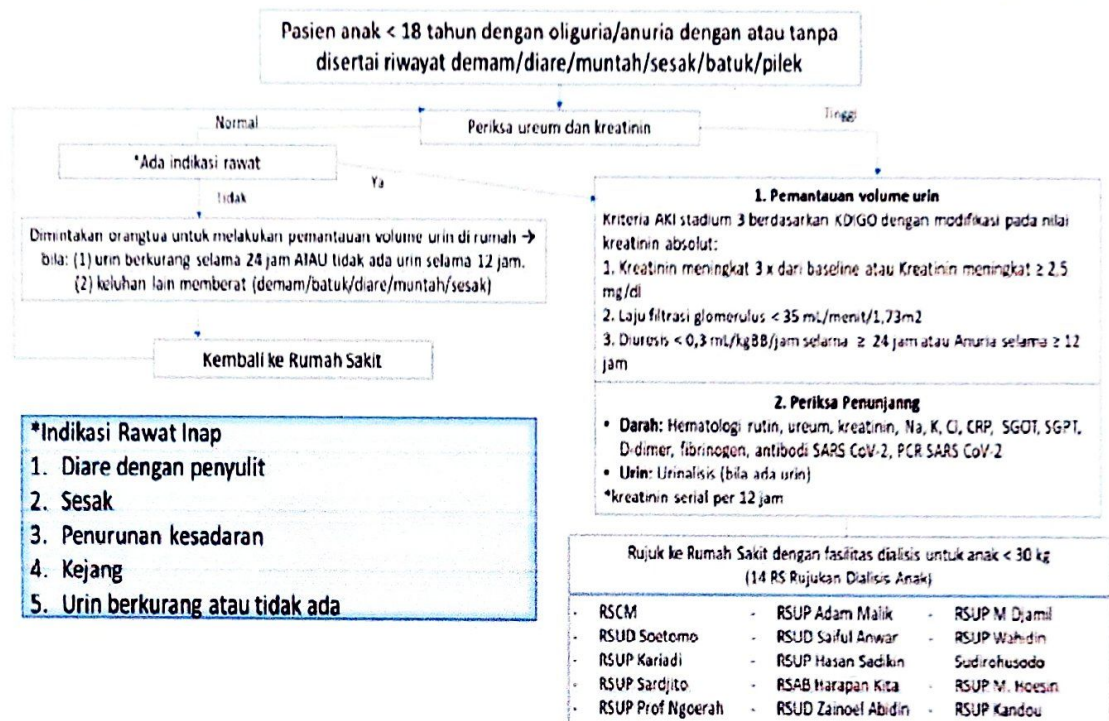 Pasien anak < 18 tahun dengan oliguria/anuria dengan atau tanpa
disertai riwayat demam/diare/muntah/sesak/batuk/pilek
Normal
Periksa ureum dan kreatinin
Tinggi
*Ada indikasi rawat
Ya
tidak
Dimintakan orangtua untuk melakukan pemantauan volume urin di rumah →
bila: (1) urin berkurang selama 24 jam ATAU tidak ada urin selama 12 jam.
(2) keluhan lain memberat (demam/batuk/diare/muntah/sesak)
Kembali ke Rumah Sakit
1. Pemantauan volume urin
Kriteria AKI stadium 3 berdasarkan KDIGO dengan modifikasi pada nilai
kreatinin absolut:
1. Kreatinin meningkat 3 x dari baseline atau Kreatinin meningkat ≥ 2,5
mg/dl
2. Laju filtrasi glomerulus < 35 mL/menit/1,73m2
3. Diuresis < 0,3 mL/kgBB/jam selama ≥ 24 jam atau Anuria selama ≥ 12
jam
2. Periksa Penunjanng
• Darah: Hematologi rutin, ureum, kreatinin, Na, K, Cl, CRP, SGOT, SGPT,
D-dimer, fibrinogen, antibodi SARS CoV-2, PCR SARS CoV-2
• Urin: Urinalisis (bila ada urin)
*kreatinin serial per 12 jam
*Indikasi Rawat Inap
1. Diare dengan penyulit
2. Sesak
3. Penurunan kesadaran
4. Kejang
5. Urin berkurang atau tidak ada
Rujuk ke Rumah Sakit dengan fasilitas dialisis untuk anak < 30 kg
(14 RS Rujukan Dialisis Anak)
- RSCM
- RSUD Soetomo
- RSUP Kariadi
- RSUP Sardjito
- RSUP Prof Ngoerah
- RSUP Adam Malik
- RSUD Saiful Anwar
- RSUP Hasan Sadikin
- RSAB Harapan Kita
- RSUD Zainoel Abidin
- RSUP M Djamil
- RSUP Wahidin
Sudirohusodo
- RSUP M. Hoesin
- RSUP Kandou